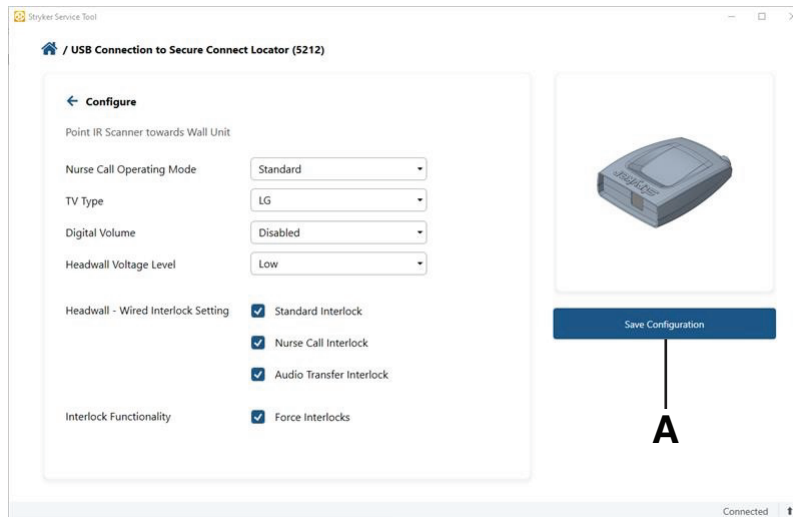 Stryker Service Tool
/ USB Connection to Secure Connect Locator (5212)
Configure
Point IR Scanner towards Wall Unit
Nurse Call Operating Mode Standard
TV Type LG
Digital Volume Disabled
Headwall Voltage Level Low
Headwall - Wired Interlock Setting Standard Interlock
Nurse Call Interlock
Audio Transfer Interlock
Interlock Functionality Force Interlocks
stryker
Save Configuration
A
Connected